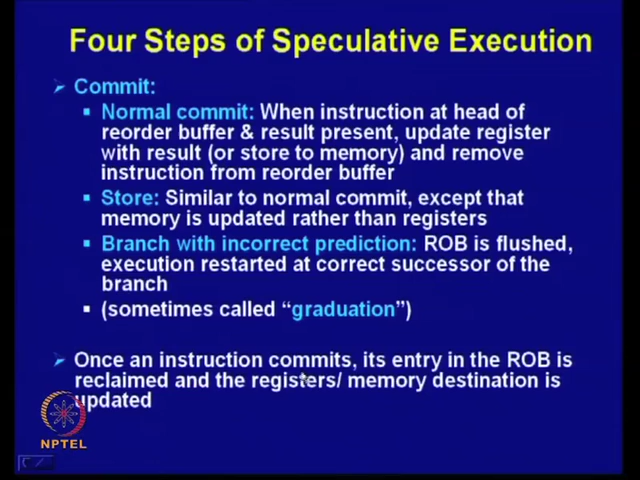 Four Steps of Speculative Execution
Commit:
Normal commit: When instruction at head of
reorder buffer & result present, update register
with result (or store to memory) and remove
instruction from reorder buffer
Store: Similar to normal commit, except that
memory is updated rather than registers
Branch with incorrect prediction: ROB is flushed,
execution restarted at correct successor of the
branch
(sometimes called “graduation”)
Once an instruction commits, its entry in the ROB is
reclaimed and the registers/ memory destination is
updated
NPTEL